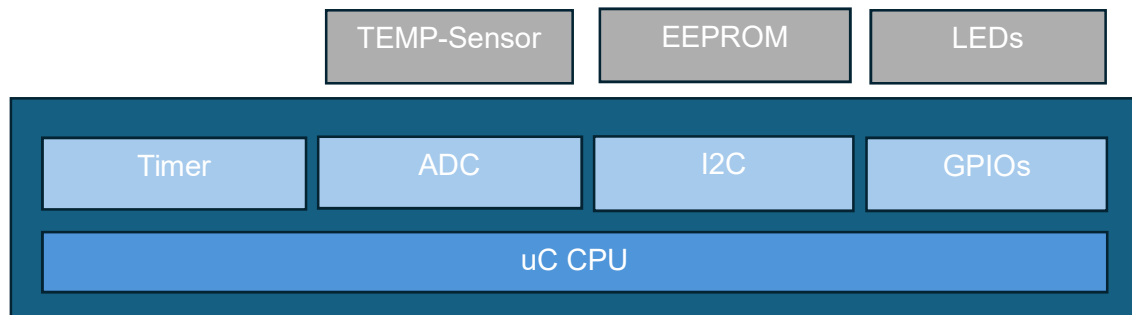 TEMP-Sensor
EEPROM
LEDs
Timer
ADC
I2C
GPIOs
uC CPU